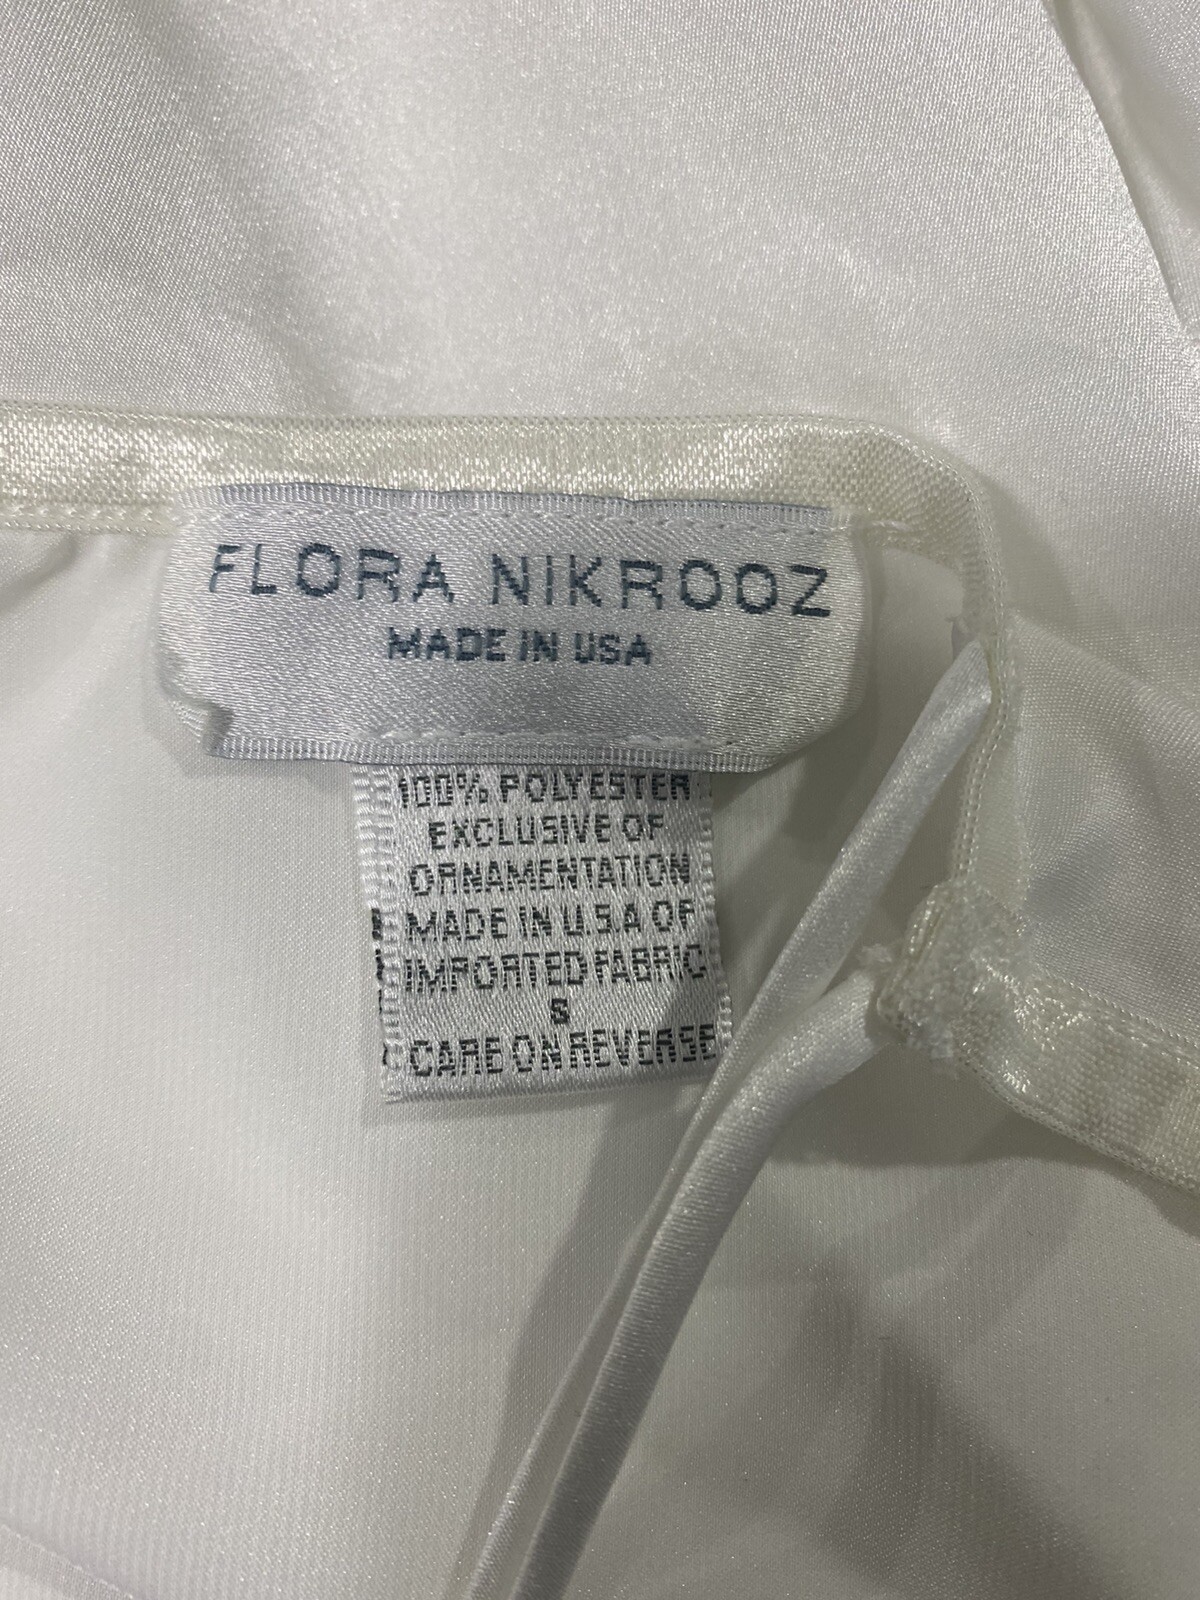 FLORA NIKROOZ
MADE IN USA
100% POLYESTER
EXCLUSIVE OF
ORNAMENTATION
MADE IN U.S.A OF
IMPORTED FABRIC
S
CARE ON REVERSE